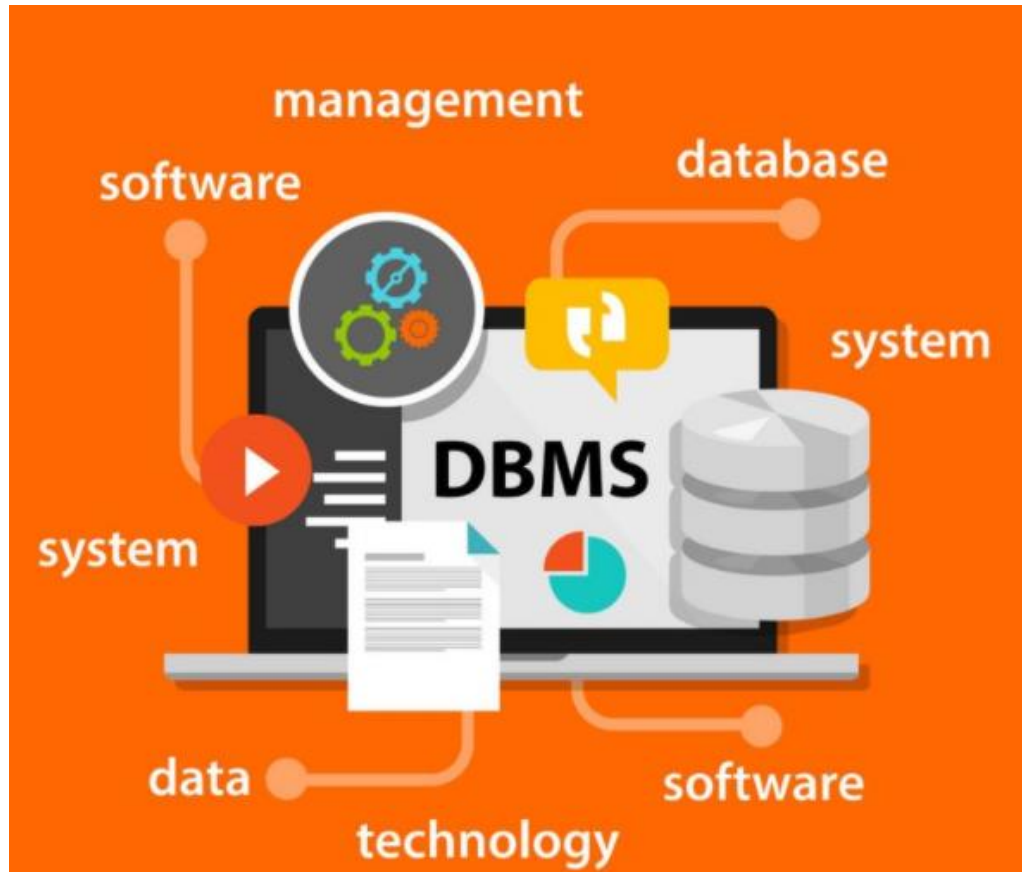 management
database
software
system
DBMS
system
data
software
technology